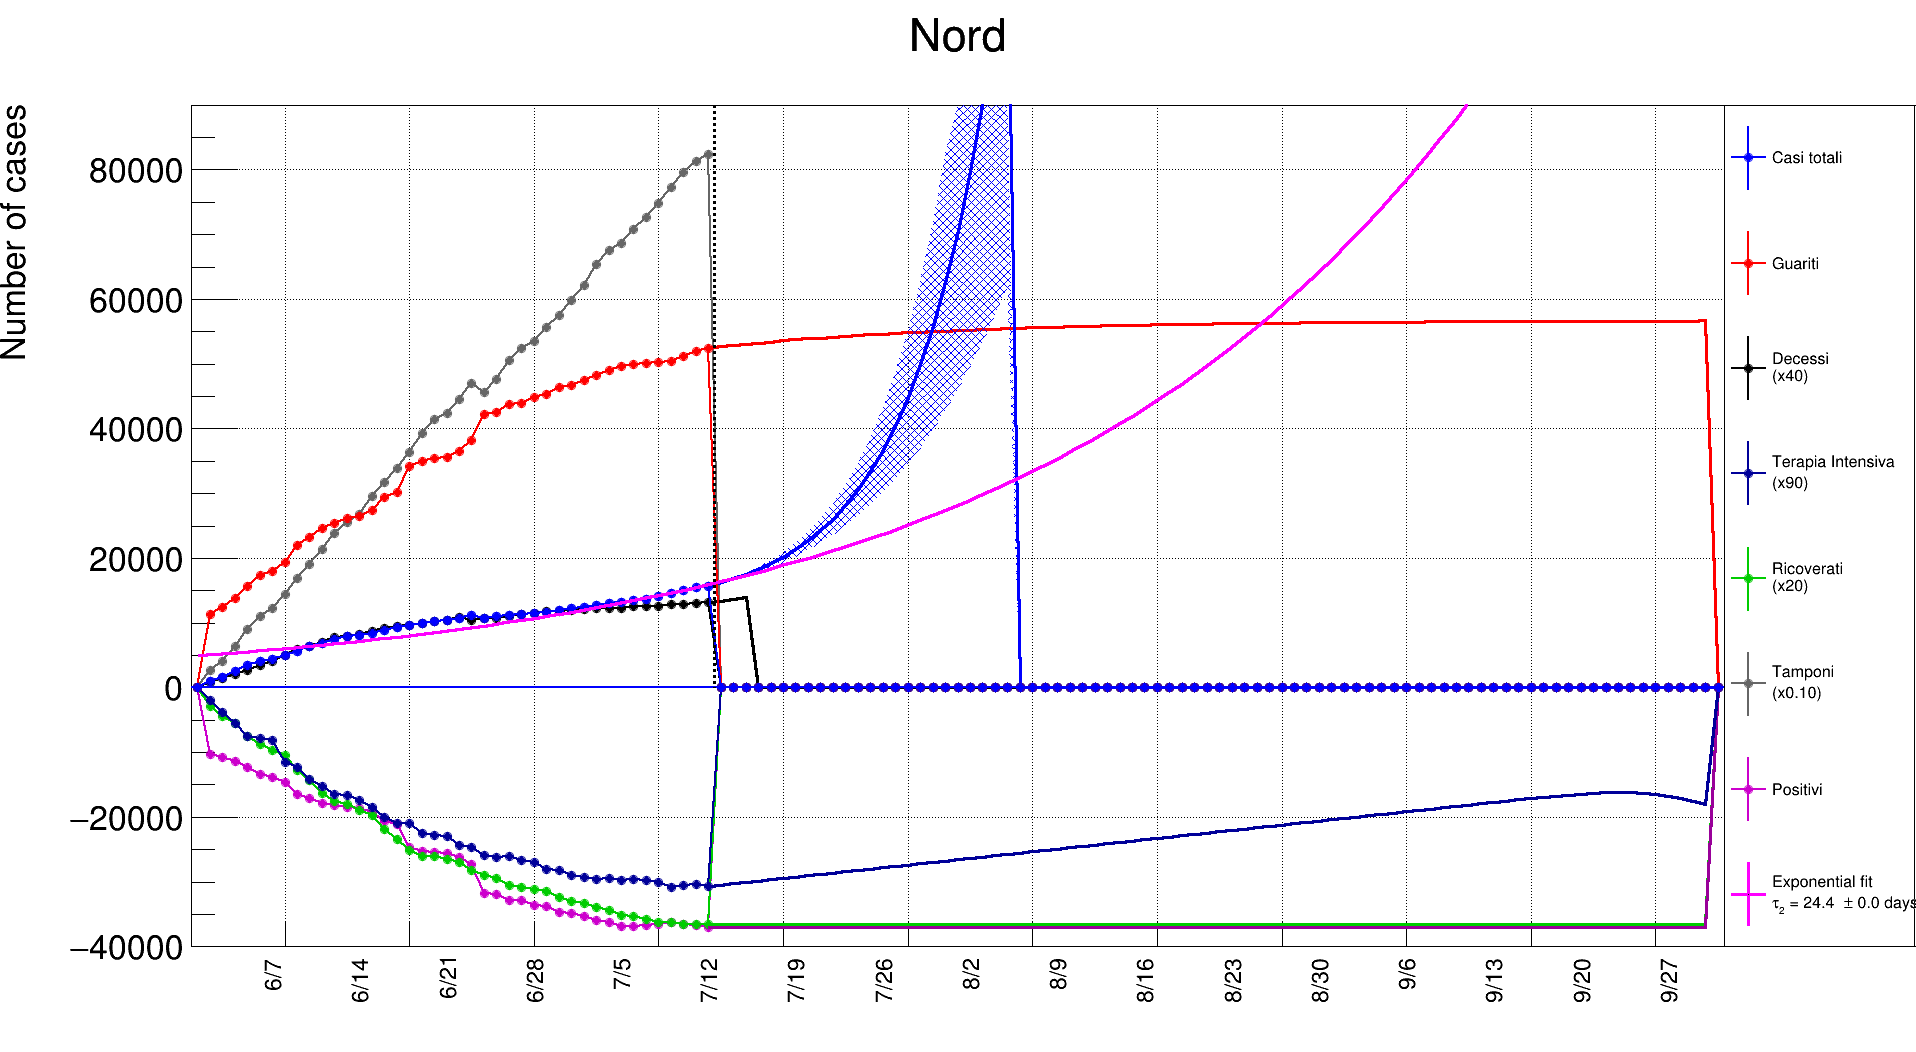 Nord
Number of cases
80000
60000
40000
20000
0
−20000
−40000
6/7
6/14
6/21
6/28
7/5
7/12
7/19
7/26
8/2
8/9
8/16
8/23
8/30
9/6
9/13
9/20
9/27
Casi totali
Guariti
Decessi
(x40)
Terapia Intensiva
(x90)
Ricoverati
(x20)
Tamponi
(x0.10)
Positivi
Exponential fit
τ2 = 24.4 ± 0.0 days